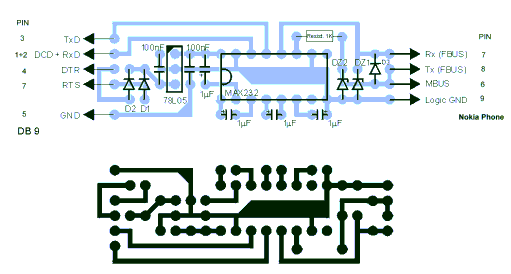 PIN
3 TxD
1+2 DCD + RxD
4 DTR
7 RTS
5 GND
DB 9
100nF 100nF
D2 D1
78L05
1µF
MAX232
Resist. 1K
DZ2 DZ1 D3
1µF 1µF 1µF
PIN
Rx (FBUS) 7
Tx (FBUS) 8
MBUS 6
Logic GND 9
Nokia Phone